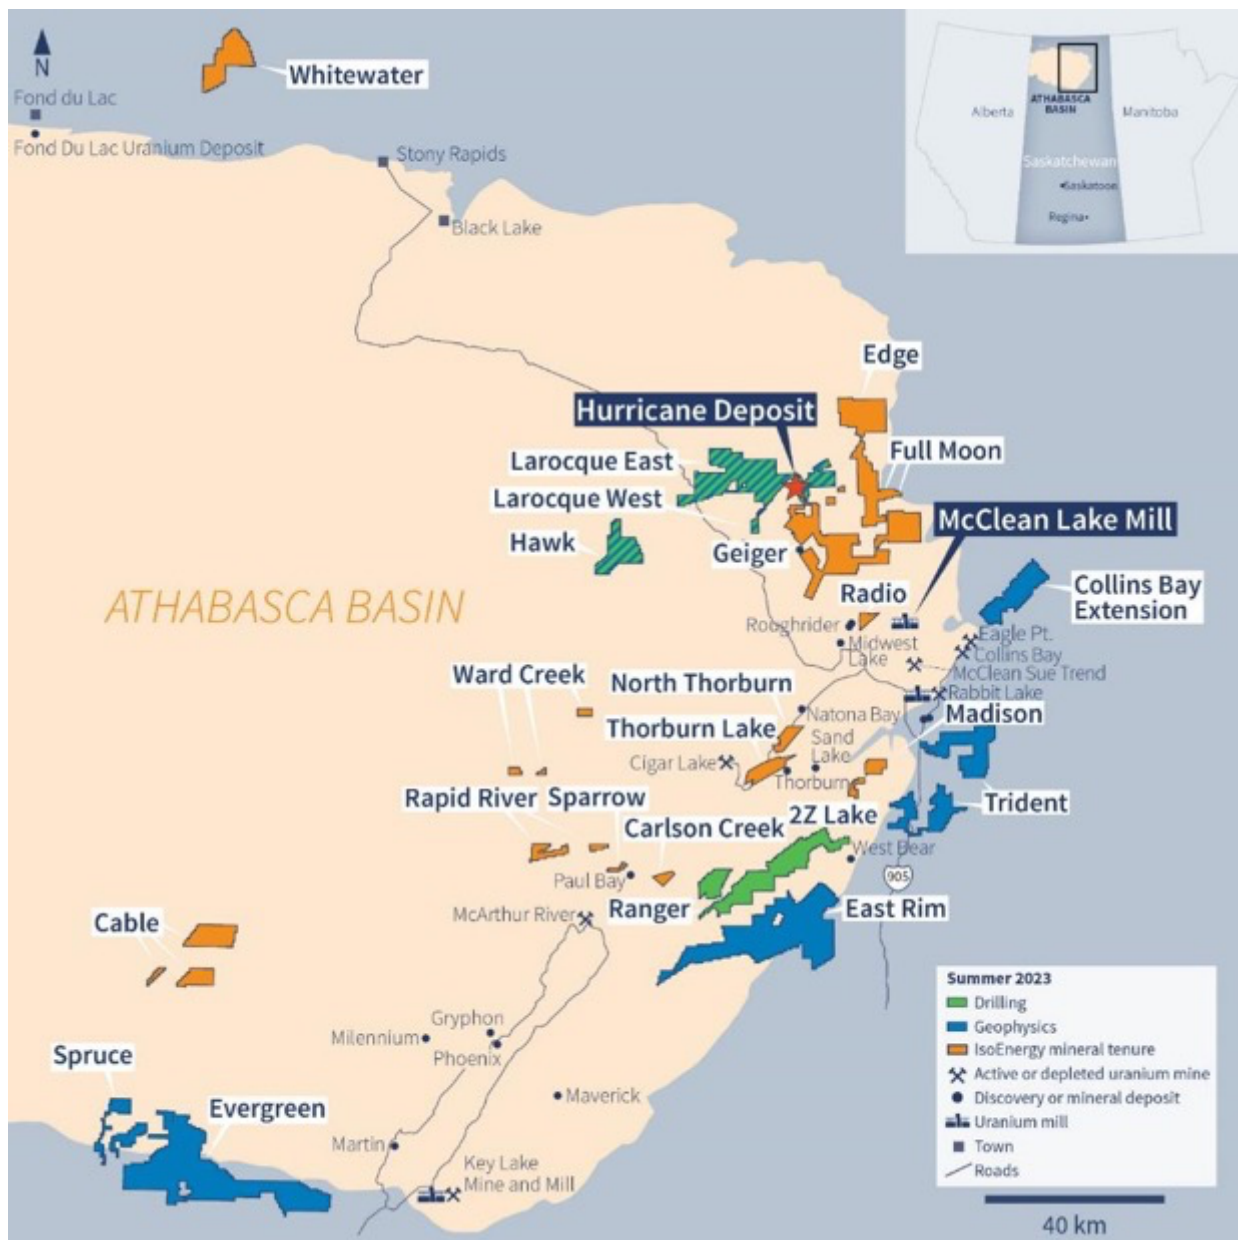 N
Whitewater
Fond du Lac
Fond Du Lac Uranium Deposit
Stony Rapids
Black Lake
Alberta
ATHABASCA
BASIN
Manitoba
Saskatchewan
Saskatoon
Regina
Edge
Hurricane Deposit
Full Moon
Larocque East
Larocque West
McClean Lake Mill
Hawk
Geiger
Collins Bay
Extension
Radio
ATHABASCA BASIN
Roughrider
Midwest
Lake
Eagle Pt.
Collins Bay
McClean Sue Trend
Rabbit Lake
Ward Creek
North Thorburn
Natona Bay
Madison
Thorburn Lake
Sand
Lake
Cigar Lake
Thorburn
Rapid River
Sparrow
2Z Lake
Trident
Carlson Creek
West Bear
905
Paul Bay
Ranger
East Rim
McArthur River
Cable
Gryphon
Milennium
Phoenix
Spruce
Evergreen
Maverick
Martin
Key Lake
Mine and Mill
Summer 2023
Drilling
Geophysics
IsoEnergy mineral tenure
Active or depleted uranium mine
Discovery or mineral deposit
Uranium mill
Town
Roads
40 km